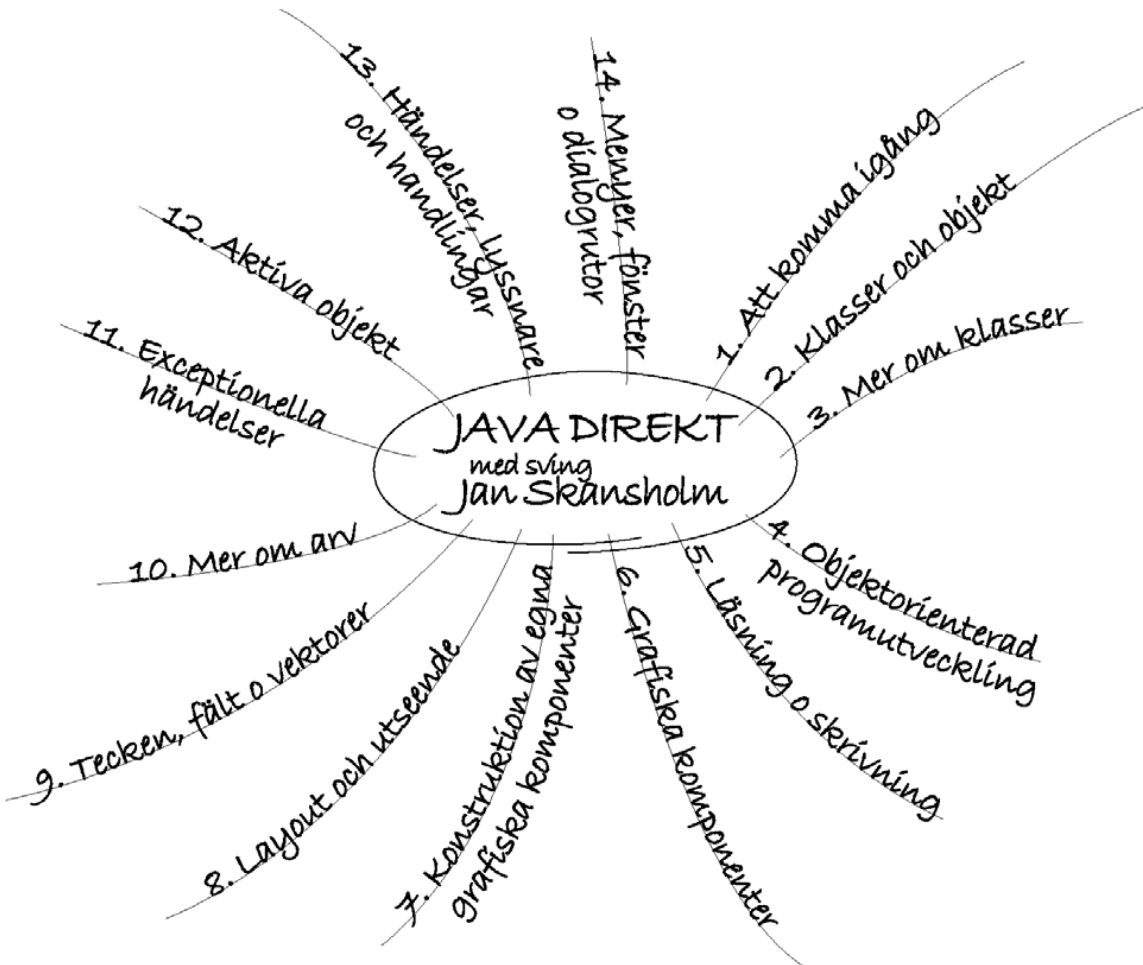 JAVA DIREKT
med sving
Jan Skansholm
1. Att komma igång
2. Klasser och objekt
3. Mer om klasser
4. Objektorienterad
programutveckling
5. Läsning o skrivning
6. Grafiska komponenter
7. Konstruktion av egna
grafiska komponenter
8. Layout och utseende
9. Tecken, fält o vektorer
10. Mer om arv
11. Exceptionella
händelser
12. Aktiva objekt
13. Händelser, lyssnare
och handlingar
14. Menyer, fönster
o dialogrutor